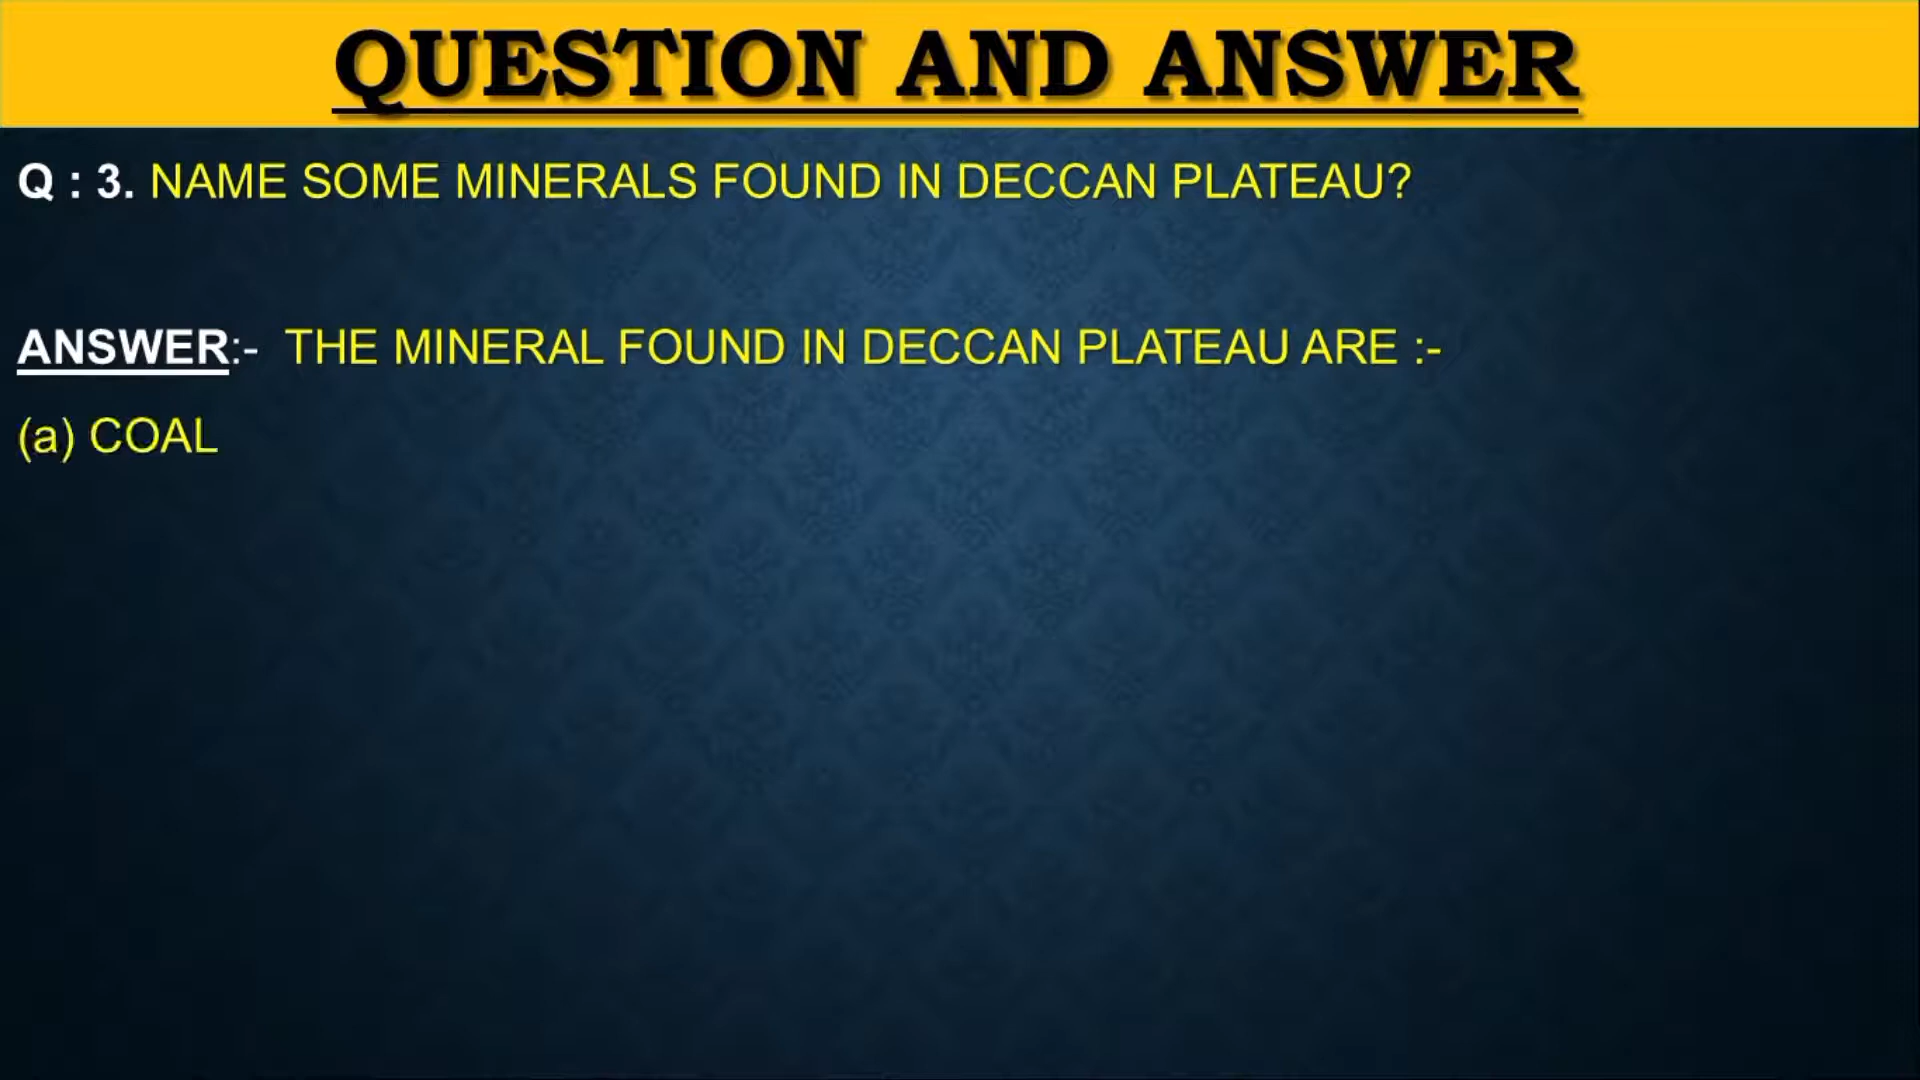 QUESTION AND ANSWER
Q : 3. NAME SOME MINERALS FOUND IN DECCAN PLATEAU?
ANSWER:- THE MINERAL FOUND IN DECCAN PLATEAU ARE :-
(a) COAL